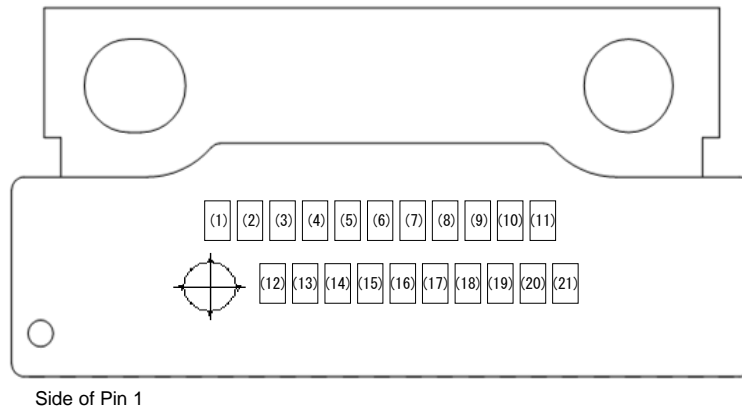 (1) (2) (3) (4) (5) (6) (7) (8) (9) (10) (11)
(12) (13) (14) (15) (16) (17) (18) (19) (20) (21)
Side of Pin 1